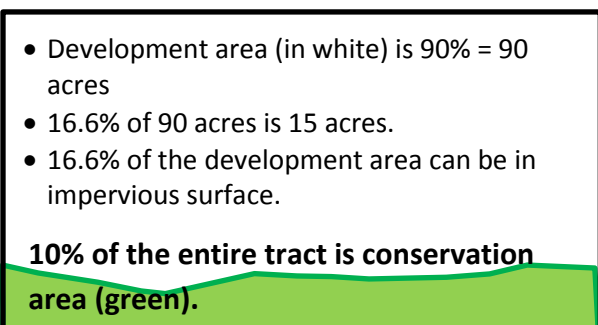 • Development area (in white) is 90% = 90
acres
• 16.6% of 90 acres is 15 acres.
• 16.6% of the development area can be in
impervious surface.
10% of the entire tract is conservation
area (green).